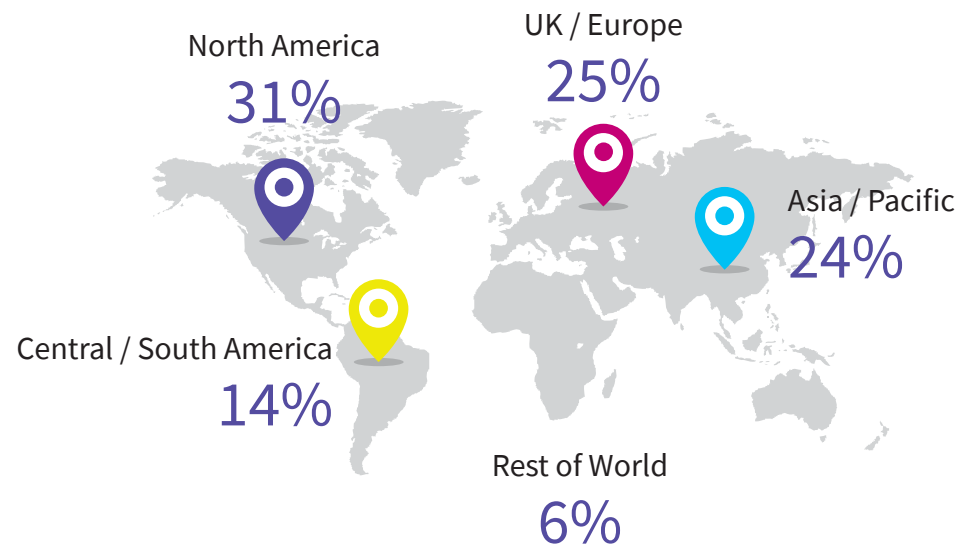 North America
31%
UK / Europe
25%
Asia / Pacific
24%
Central / South America
14%
Rest of World
6%